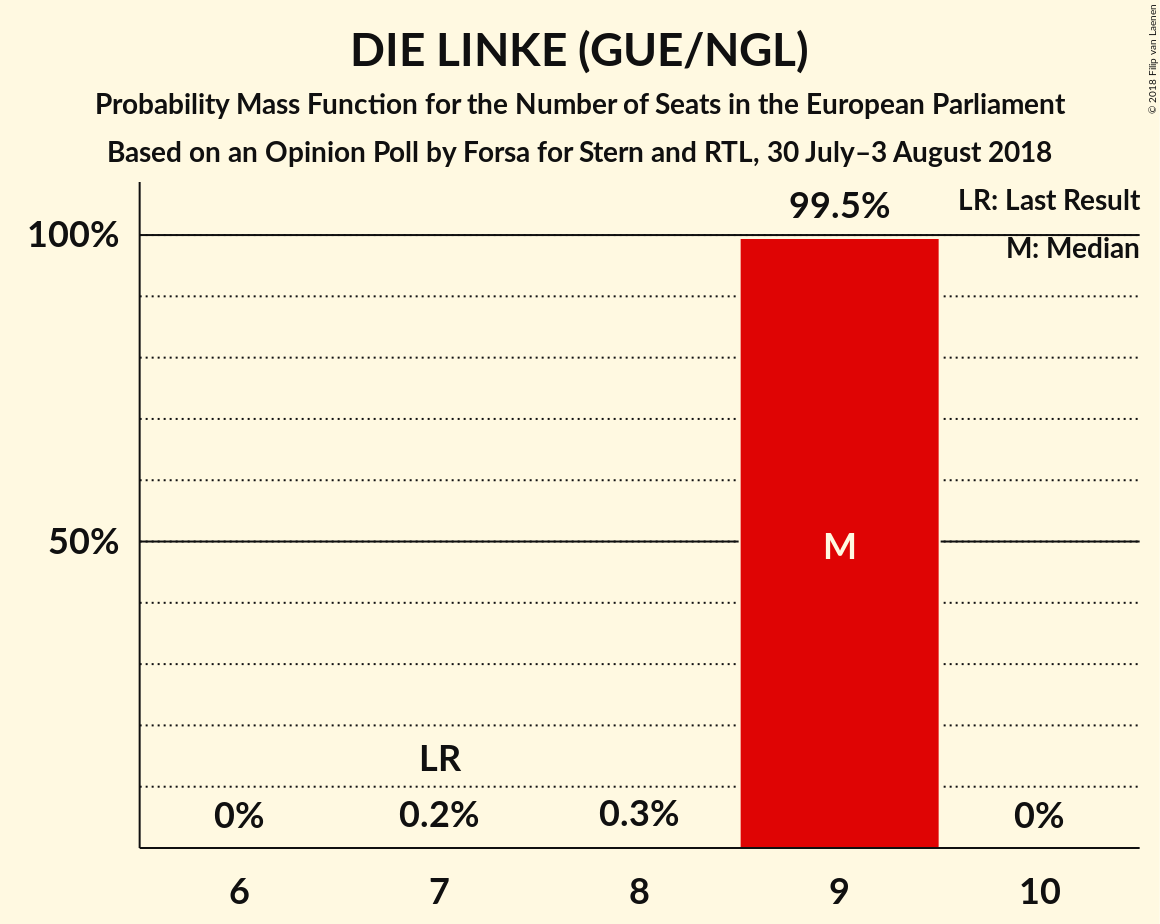 DIE LINKE (GUE/NGL)
Probability Mass Function for the Number of Seats in the European Parliament
Based on an Opinion Poll by Forsa for Stern and RTL, 30 July–3 August 2018
© 2018 Filip van Laenen
LR: Last Result
M: Median
99.5%
100%
50%
M
LR
0%
0.2%
0.3%
0%
6
7
8
9
10